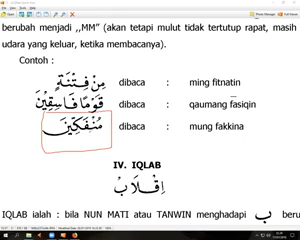 berubah menjadi ,,MM” (akan tetapi mulut tidak tertutup rapat, masih
udara yang keluar, ketika membacanya).
Contoh :
مِنْ فِتْنَةٍ dibaca : ming fitnatin
قَوْمًا فَاسِقِيْنَ dibaca : qaumang fasiqin
مُنْفَكِّيْنَ dibaca : mung fakkina
IV. IQLAB
اِقْلَابْ
IQLAB ialah : bila NUN MATI atau TANWIN menghadapi ب beru